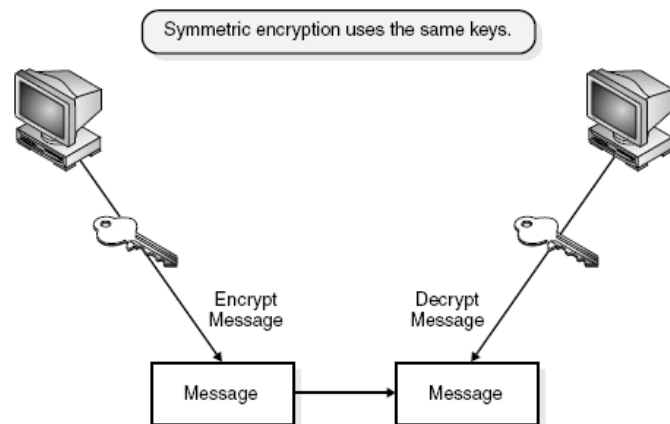 Symmetric encryption uses the same keys.
Encrypt
Message
Decrypt
Message
Message
Message